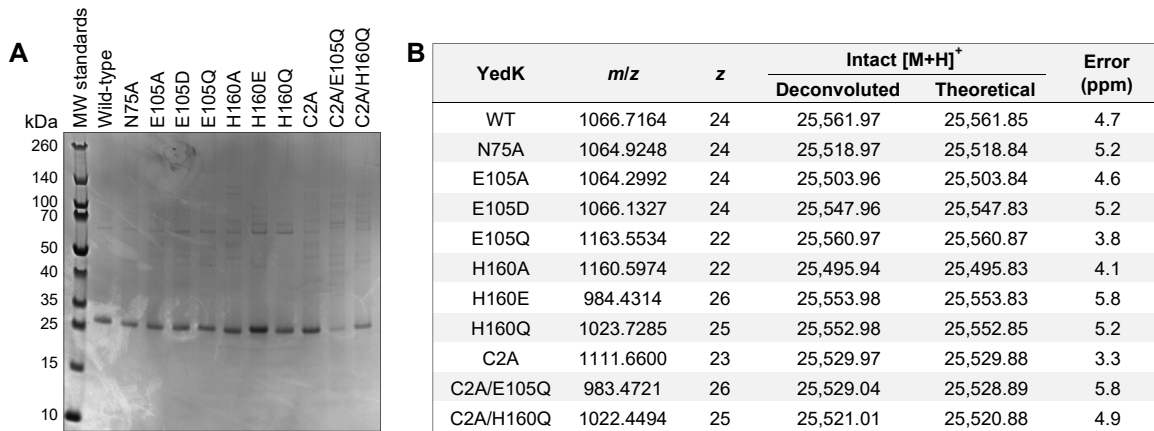 A
MW standards
Wild-type
N75A
E105A
E105D
E105Q
H160A
H160E
H160Q
C2A
C2A/E105Q
C2A/H160Q
kDa
260
140
100
70
50
40
35
25
15
10
B
YedK m/z z Intact [M+H]+ Error (ppm)
Deconvoluted Theoretical
WT 1066.7164 24 25,561.97 25,561.85 4.7
N75A 1064.9248 24 25,518.97 25,518.84 5.2
E105A 1064.2992 24 25,503.96 25,503.84 4.6
E105D 1066.1327 24 25,547.96 25,547.83 5.2
E105Q 1163.5534 22 25,560.97 25,560.87 3.8
H160A 1160.5974 22 25,495.94 25,495.83 4.1
H160E 984.4314 26 25,553.98 25,553.83 5.8
H160Q 1023.7285 25 25,552.98 25,552.85 5.2
C2A 1111.6600 23 25,529.97 25,529.88 3.3
C2A/E105Q 983.4721 26 25,529.04 25,528.89 5.8
C2A/H160Q 1022.4494 25 25,521.01 25,520.88 4.9